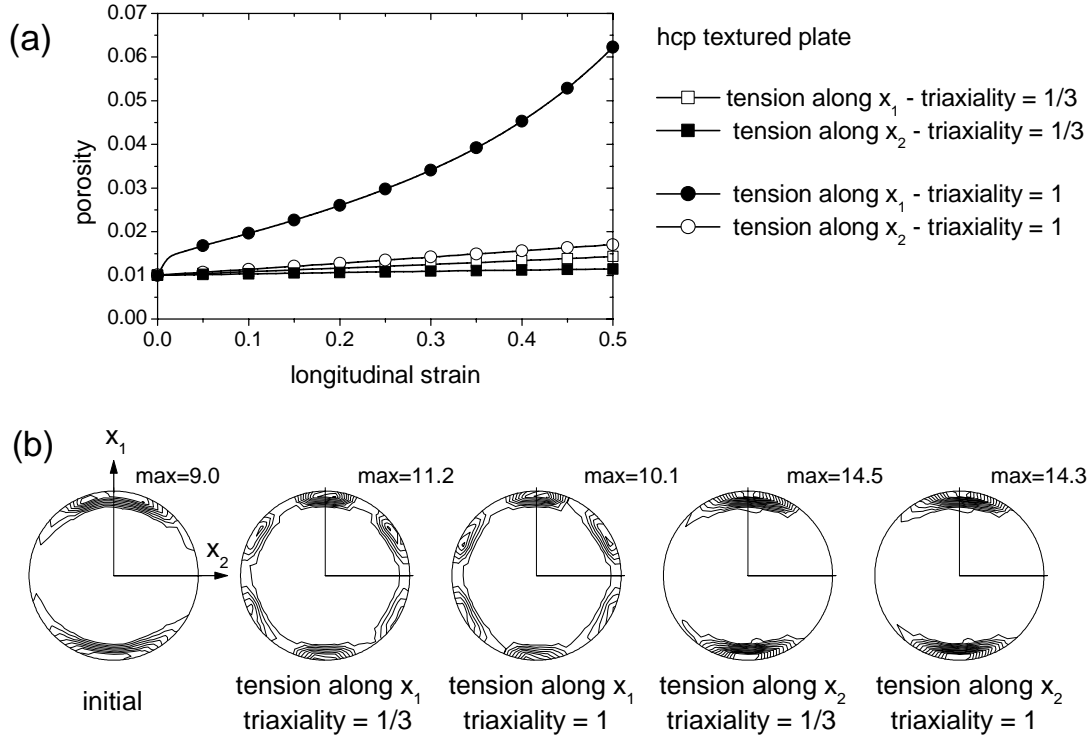 (a)
0.07
0.06
0.05
0.04
0.03
0.02
0.01
0.00
porosity
0.0 0.1 0.2 0.3 0.4 0.5
longitudinal strain
hcp textured plate
tension along x1 - triaxiality = 1/3
tension along x2 - triaxiality = 1/3
tension along x1 - triaxiality = 1
tension along x2 - triaxiality = 1
(b)
x1
x2
max=9.0
max=11.2
max=10.1
max=14.5
max=14.3
initial
tension along x1
triaxiality = 1/3
tension along x1
triaxiality = 1
tension along x2
triaxiality = 1/3
tension along x2
triaxiality = 1